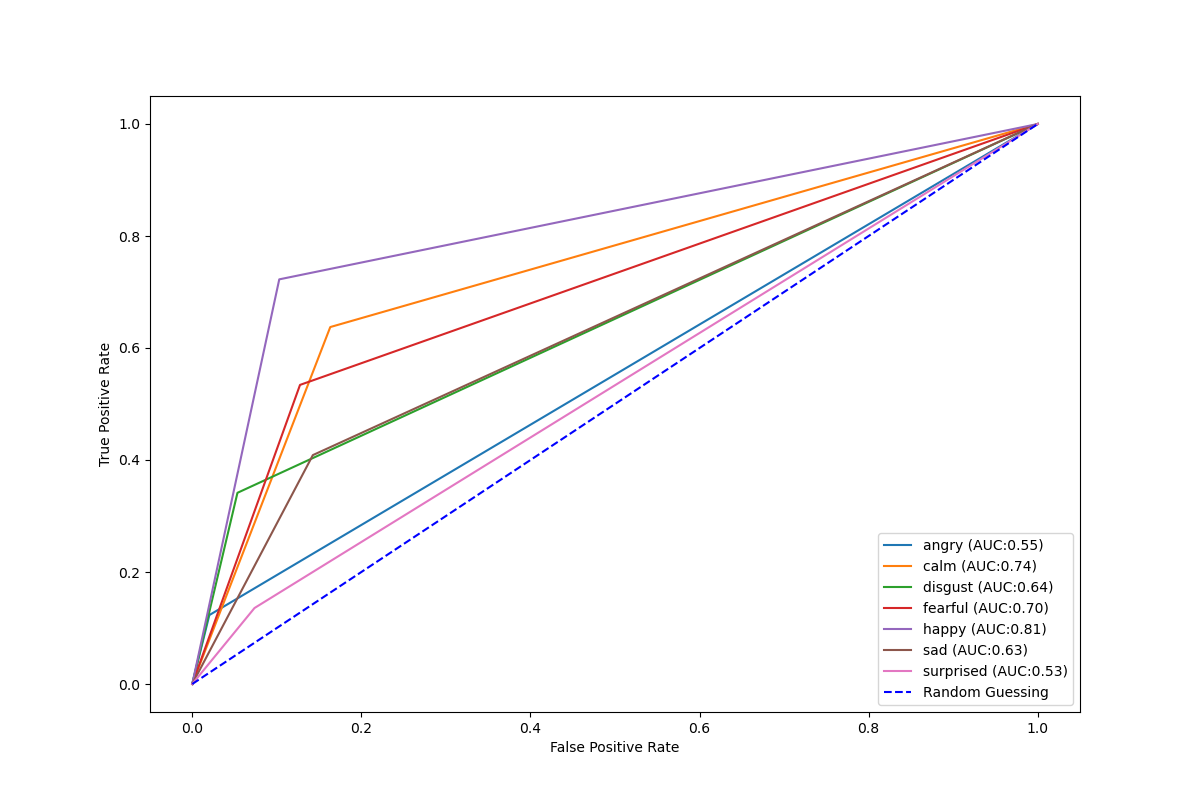 1.0
0.8
0.6
0.4
0.2
0.0
True Positive Rate
angry (AUC:0.55)
calm (AUC:0.74)
disgust (AUC:0.64)
fearful (AUC:0.70)
happy (AUC:0.81)
sad (AUC:0.63)
surprised (AUC:0.53)
Random Guessing
0.0 0.2 0.4 0.6 0.8 1.0
False Positive Rate